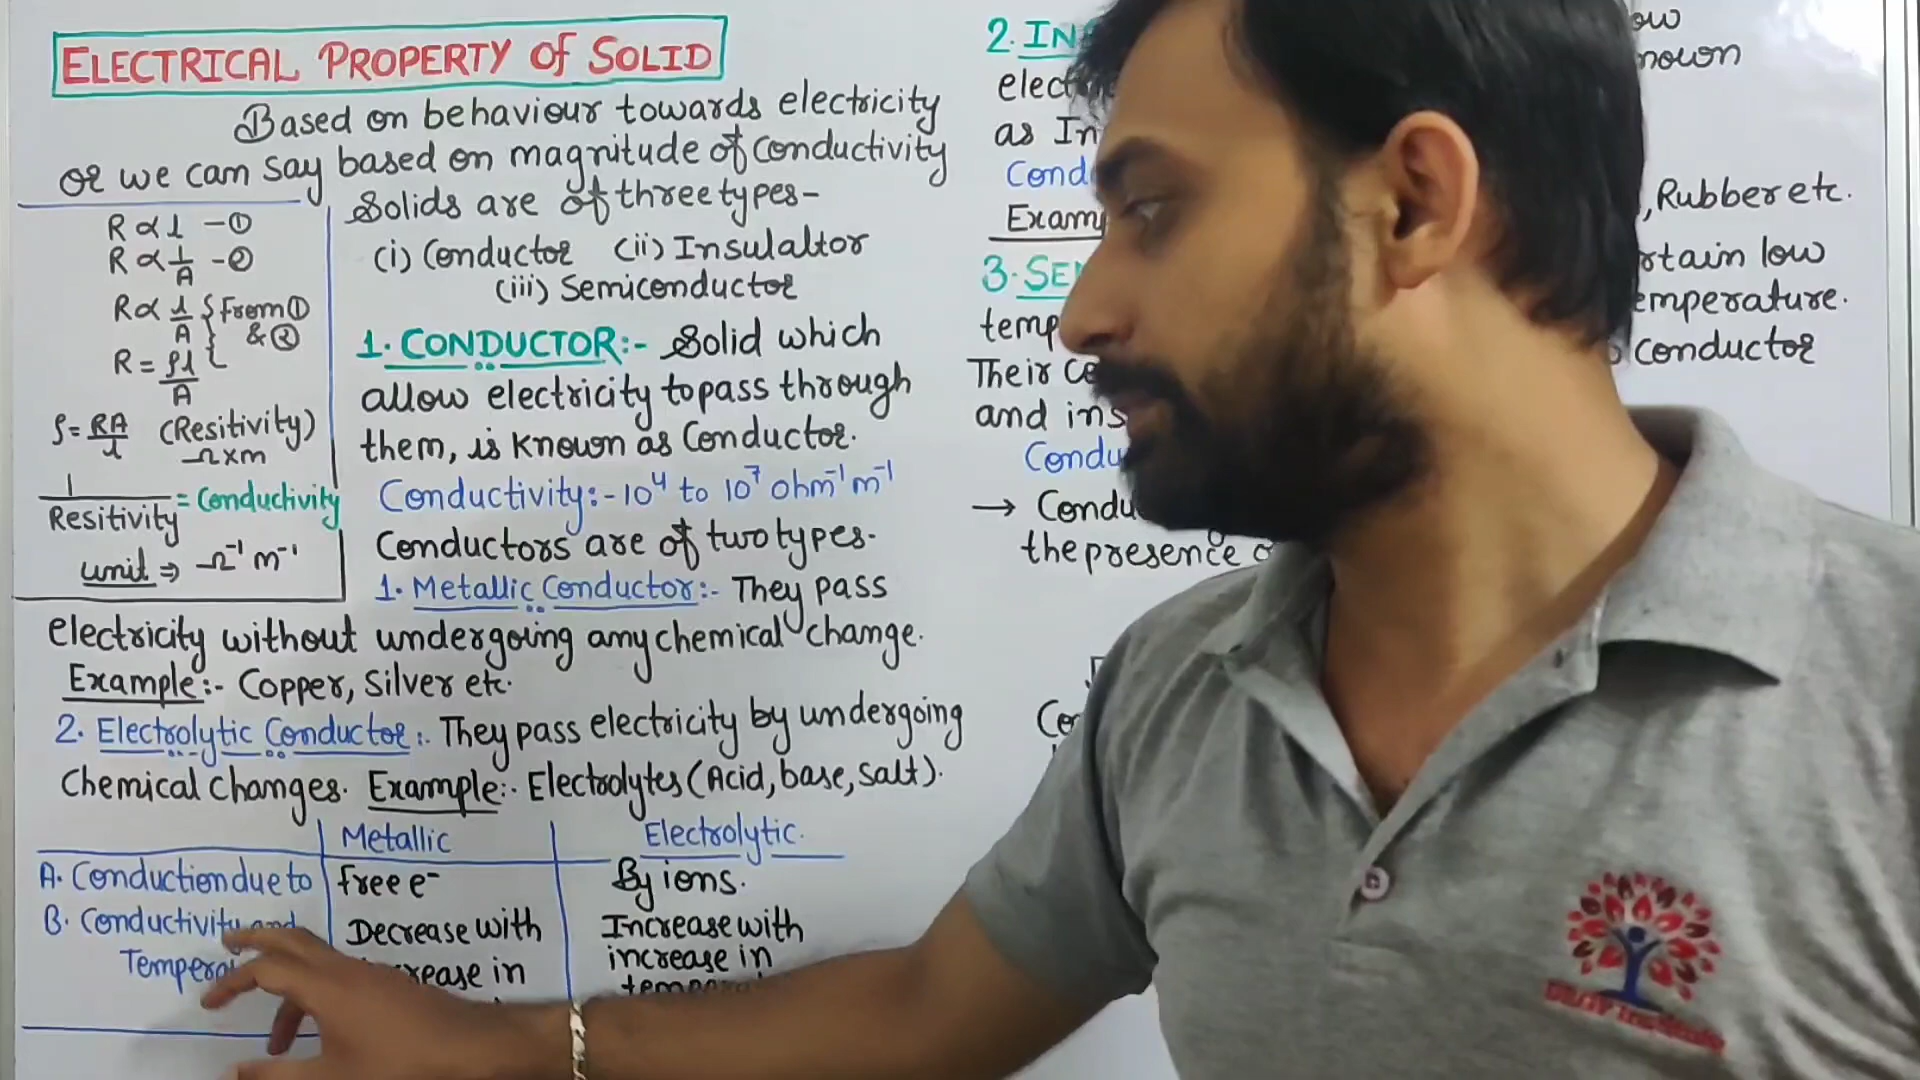 ELECTRICAL PROPERTY OF SOLID
Based on behaviour towards electricity
or we can say based on magnitude of conductivity
Solids are of three types-
(i) Conductor (ii) Insulaltor
(iii) Semiconductor
R ∝ l -①
R ∝ 1/A -②
R ∝ l/A { From ①
& ② }
R = ρl/A
ρ = RA/l (Resitivity)
Ω×m
1/Resitivity = Conductivity
unit ⇒ Ω⁻¹ m⁻¹
1. CONDUCTOR:- Solid which
allow electricity to pass through
them, is known as Conductor.
Conductivity:- 10⁴ to 10⁷ ohm⁻¹ m⁻¹
Conductors are of two types-
1. Metallic Conductor:- They pass
electricity without undergoing any chemical change.
Example:- Copper, Silver etc.
2. Electrolytic Conductor:- They pass electricity by undergoing
Chemical changes. Example:- Electrolytes (Acid, base, Salt).
Metallic Electrolytic.
A. Conduction due to free e⁻ By ions.
B. Conductivity and Decrease with Increase with
in increase in
2. IN
ow
nown
as In
Cond
Exam
, Rubber etc.
3. SE
rtain low
temp
emperature.
Their
Conductor
and ins
Condu
→ Condu
the presence